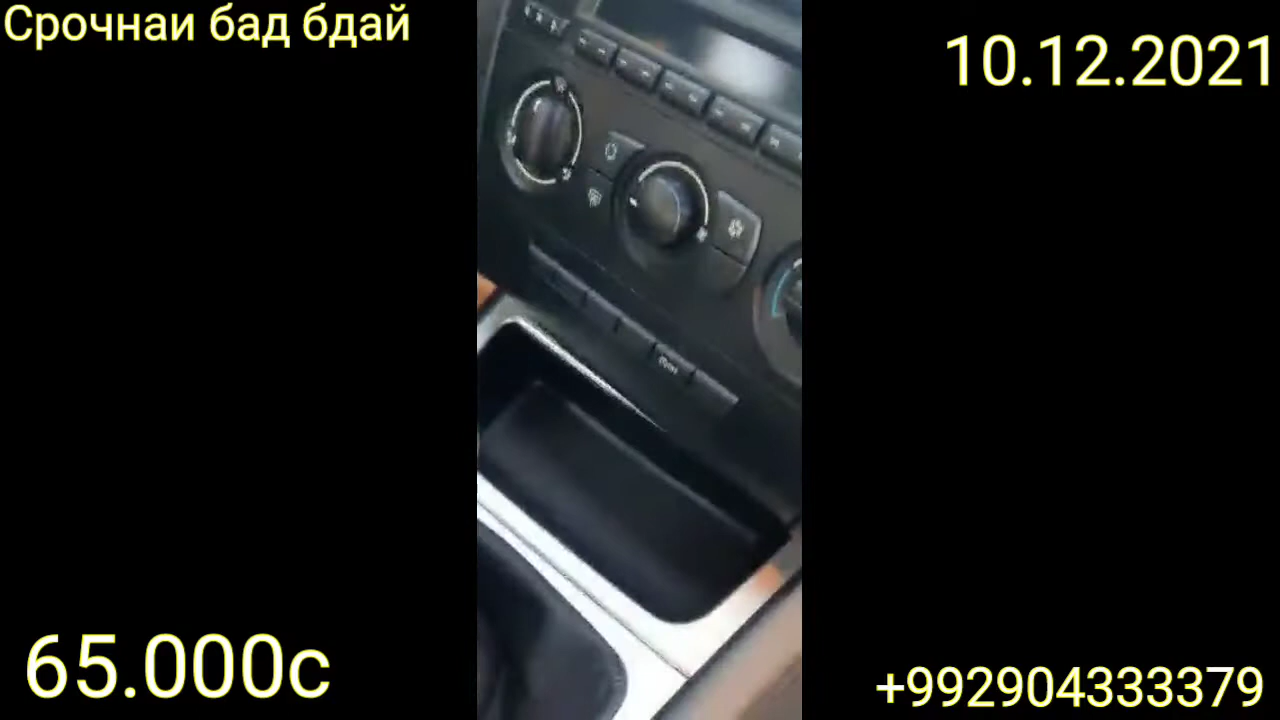 Срочнаи бад бдай
10.12.2021
65.000с
+992904333379